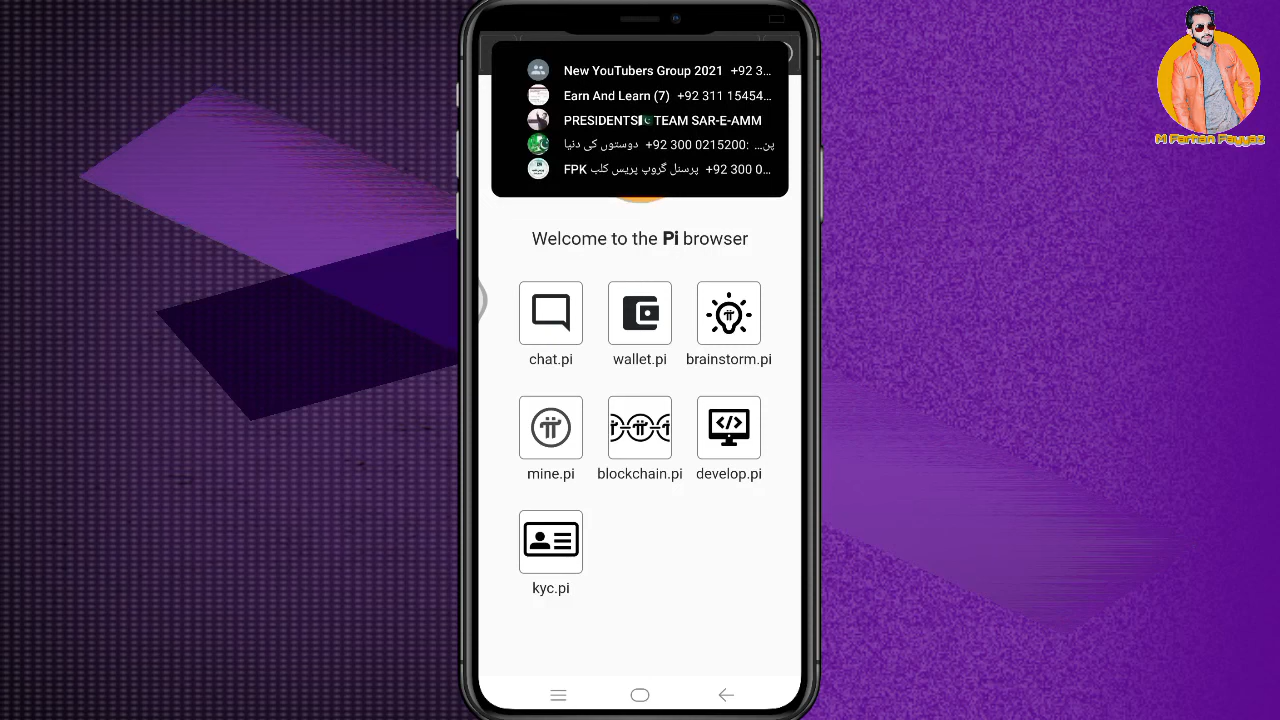 New YouTubers Group 2021 +92 3...
Earn And Learn (7) +92 311 15454...
PRESIDENTS🇵🇰TEAM SAR-E-AMM
دوستوں کی دنیا +92 300 0215200: پن...
FPK پرسنل گروپ پریس کلب +92 300 0...
M Farhan Fayyaz
Welcome to the Pi browser
chat.pi wallet.pi brainstorm.pi
mine.pi blockchain.pi develop.pi
kyc.pi